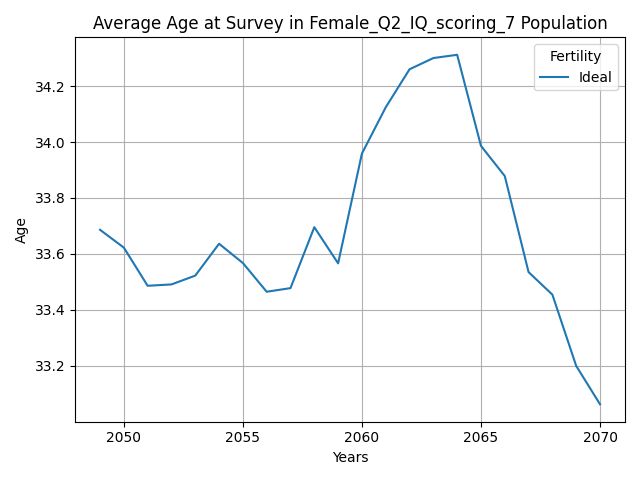 Average Age at Survey in Female_Q2_IQ_scoring_7 Population
Fertility
Ideal
34.2
34.0
33.8
33.6
33.4
33.2
Age
2050
2055
2060
2065
2070
Years